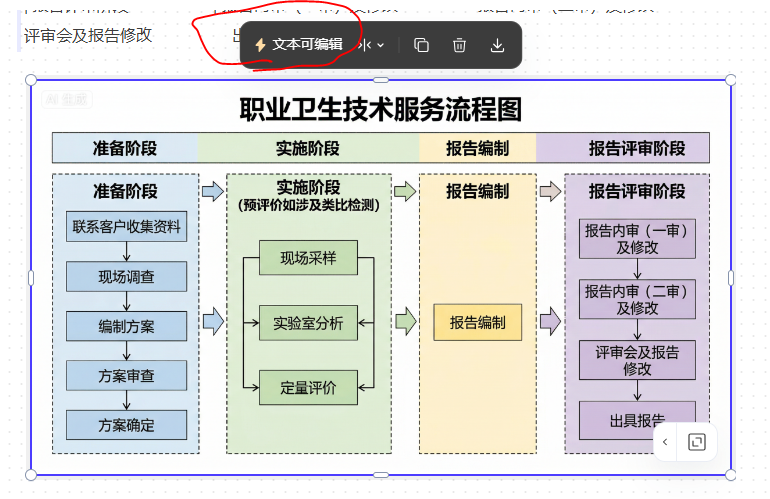 评审会及报告修改
文本可编辑
AI 生成
职业卫生技术服务流程图
准备阶段 实施阶段 报告编制 报告评审阶段
准备阶段
联系客户收集资料
现场调查
编制方案
方案审查
方案确定
实施阶段
(预评价如涉及类比检测)
现场采样
实验室分析
定量评价
报告编制
报告编制
报告评审阶段
报告内审(一审)
及修改
报告内审(二审)
及修改
评审会及报告
修改
出具报告